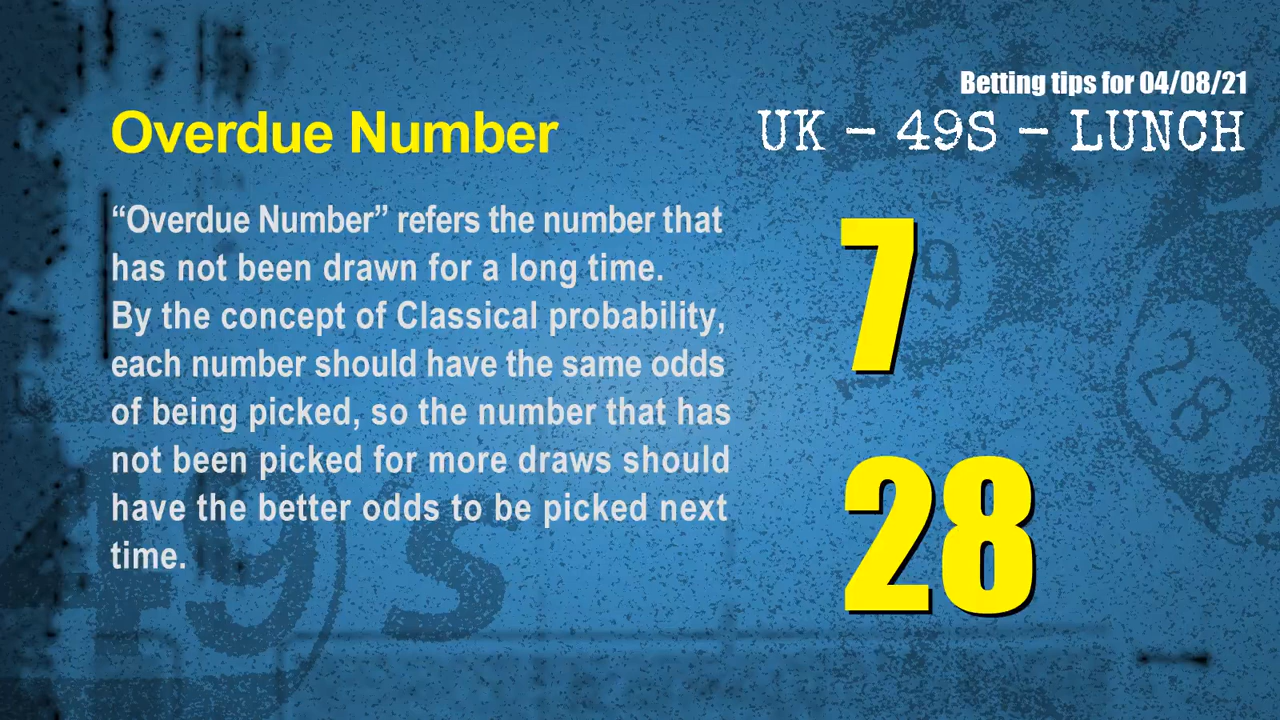 Betting tips for 04/08/21
UK - 49S - LUNCH
Overdue Number
“Overdue Number” refers the number that
has not been drawn for a long time.
By the concept of Classical probability,
each number should have the same odds
of being picked, so the number that has
not been picked for more draws should
have the better odds to be picked next
time.
7
28
9
28
49's